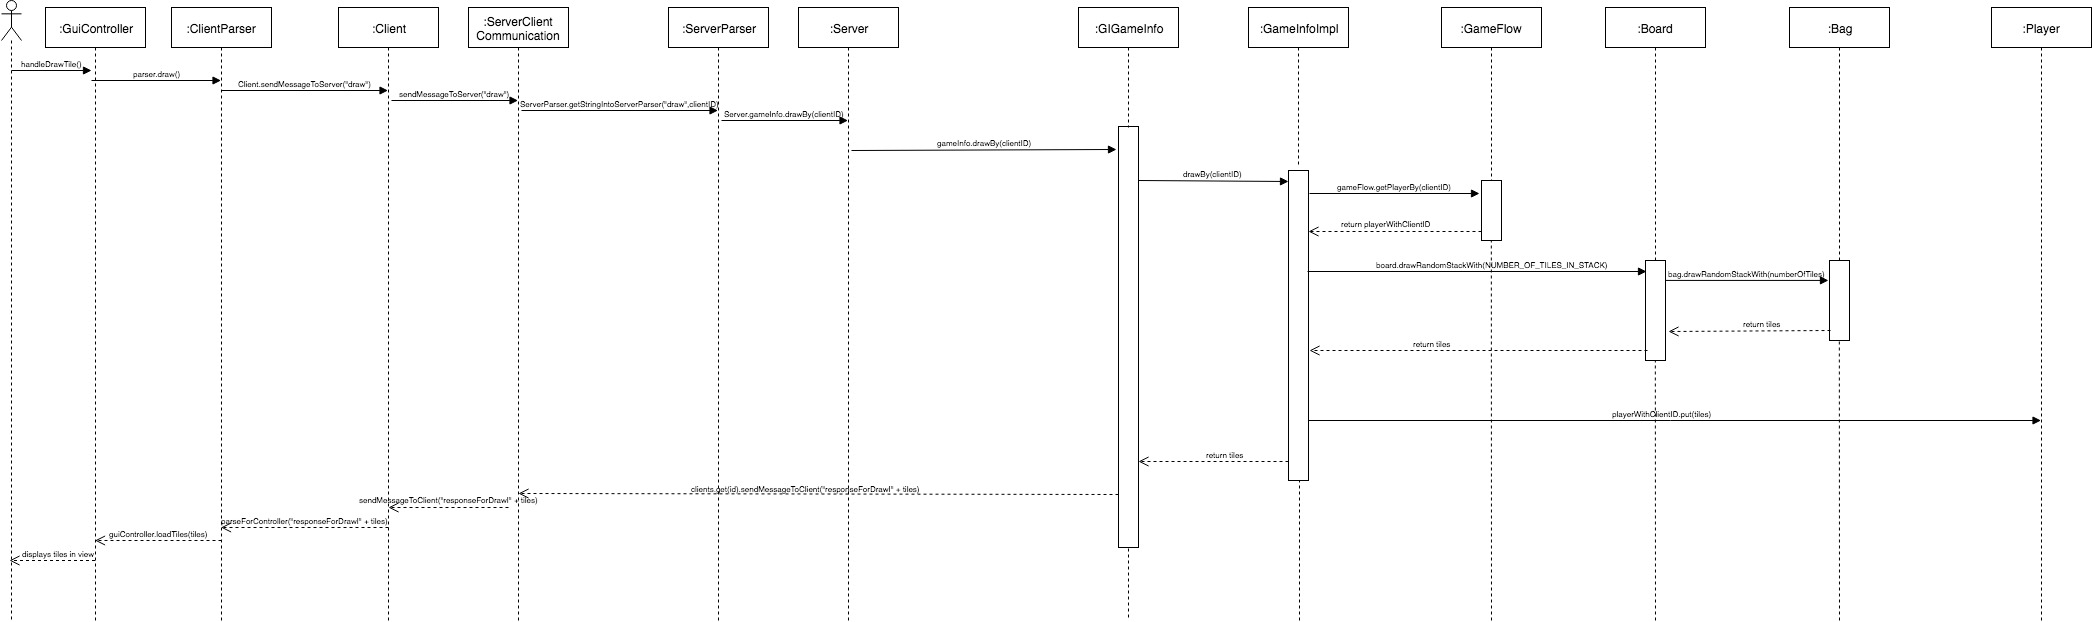 :GuiController
:ClientParser
:Client
:ServerClient
Communication
:ServerParser
:Server
:GIGameInfo
:GameInfoImpl
:GameFlow
:Board
:Bag
:Player
handleDrawTile()
parser.draw()
Client.sendMessageToServer("draw")
sendMessageToServer("draw")
ServerParser.getStringIntoServerParser("draw",clientID)
Server.gameInfo.drawBy(clientID)
gameInfo.drawBy(clientID)
drawBy(clientID)
gameFlow.getPlayerBy(clientID)
return playerWithClientID
board.drawRandomStackWith(NUMBER_OF_TILES_IN_STACK)
bag.drawRandomStackWith(numberOfTiles)
return tiles
return tiles
playerWithClientID.put(tiles)
return tiles
clients.get(id).sendMessageToClient("responseForDrawl" + tiles)
sendMessageToClient("responseForDrawl" + tiles)
parseForController("responseForDrawl" + tiles)
guiController.loadTiles(tiles)
displays tiles in view